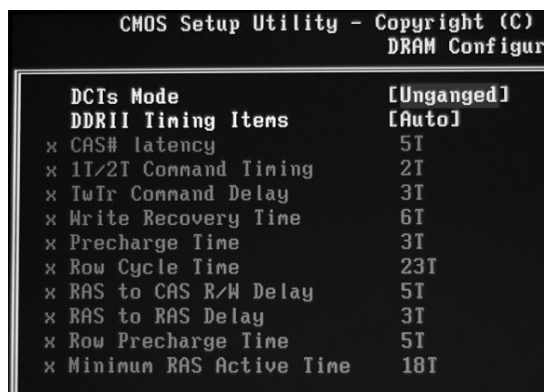 CMOS Setup Utility - Copyright (C)
DRAM Configur
DCTs Mode [Unganged]
DDRII Timing Items [Auto]
x CAS# latency 5T
x 1T/2T Command Timing 2T
x TwTr Command Delay 3T
x Write Recovery Time 6T
x Precharge Time 3T
x Row Cycle Time 23T
x RAS to CAS R/W Delay 5T
x RAS to RAS Delay 3T
x Row Precharge Time 5T
x Minimum RAS Active Time 18T